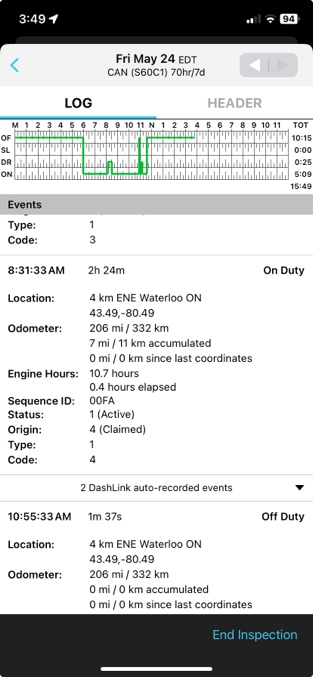 3:49
94
Fri May 24 EDT
CAN (S60C1) 70hr/7d
LOG HEADER
M 1 2 3 4 5 6 7 8 9 10 11 N 1 2 3 4 5 6 7 8 9 10 11 TOT
OF 10:15
SL 0:00
DR 0:25
ON 5:09
15:49
Events
Type: 1
Code: 3
8:31:33 AM 2h 24m On Duty
Location: 4 km ENE Waterloo ON
43.49,-80.49
Odometer: 206 mi / 332 km
7 mi / 11 km accumulated
0 mi / 0 km since last coordinates
Engine Hours: 10.7 hours
0.4 hours elapsed
Sequence ID: 00FA
Status: 1 (Active)
Origin: 4 (Claimed)
Type: 1
Code: 4
2 DashLink auto-recorded events
10:55:33 AM 1m 37s Off Duty
Location: 4 km ENE Waterloo ON
43.49,-80.49
Odometer: 206 mi / 332 km
0 mi / 0 km accumulated
0 mi / 0 km since last coordinates
End Inspection